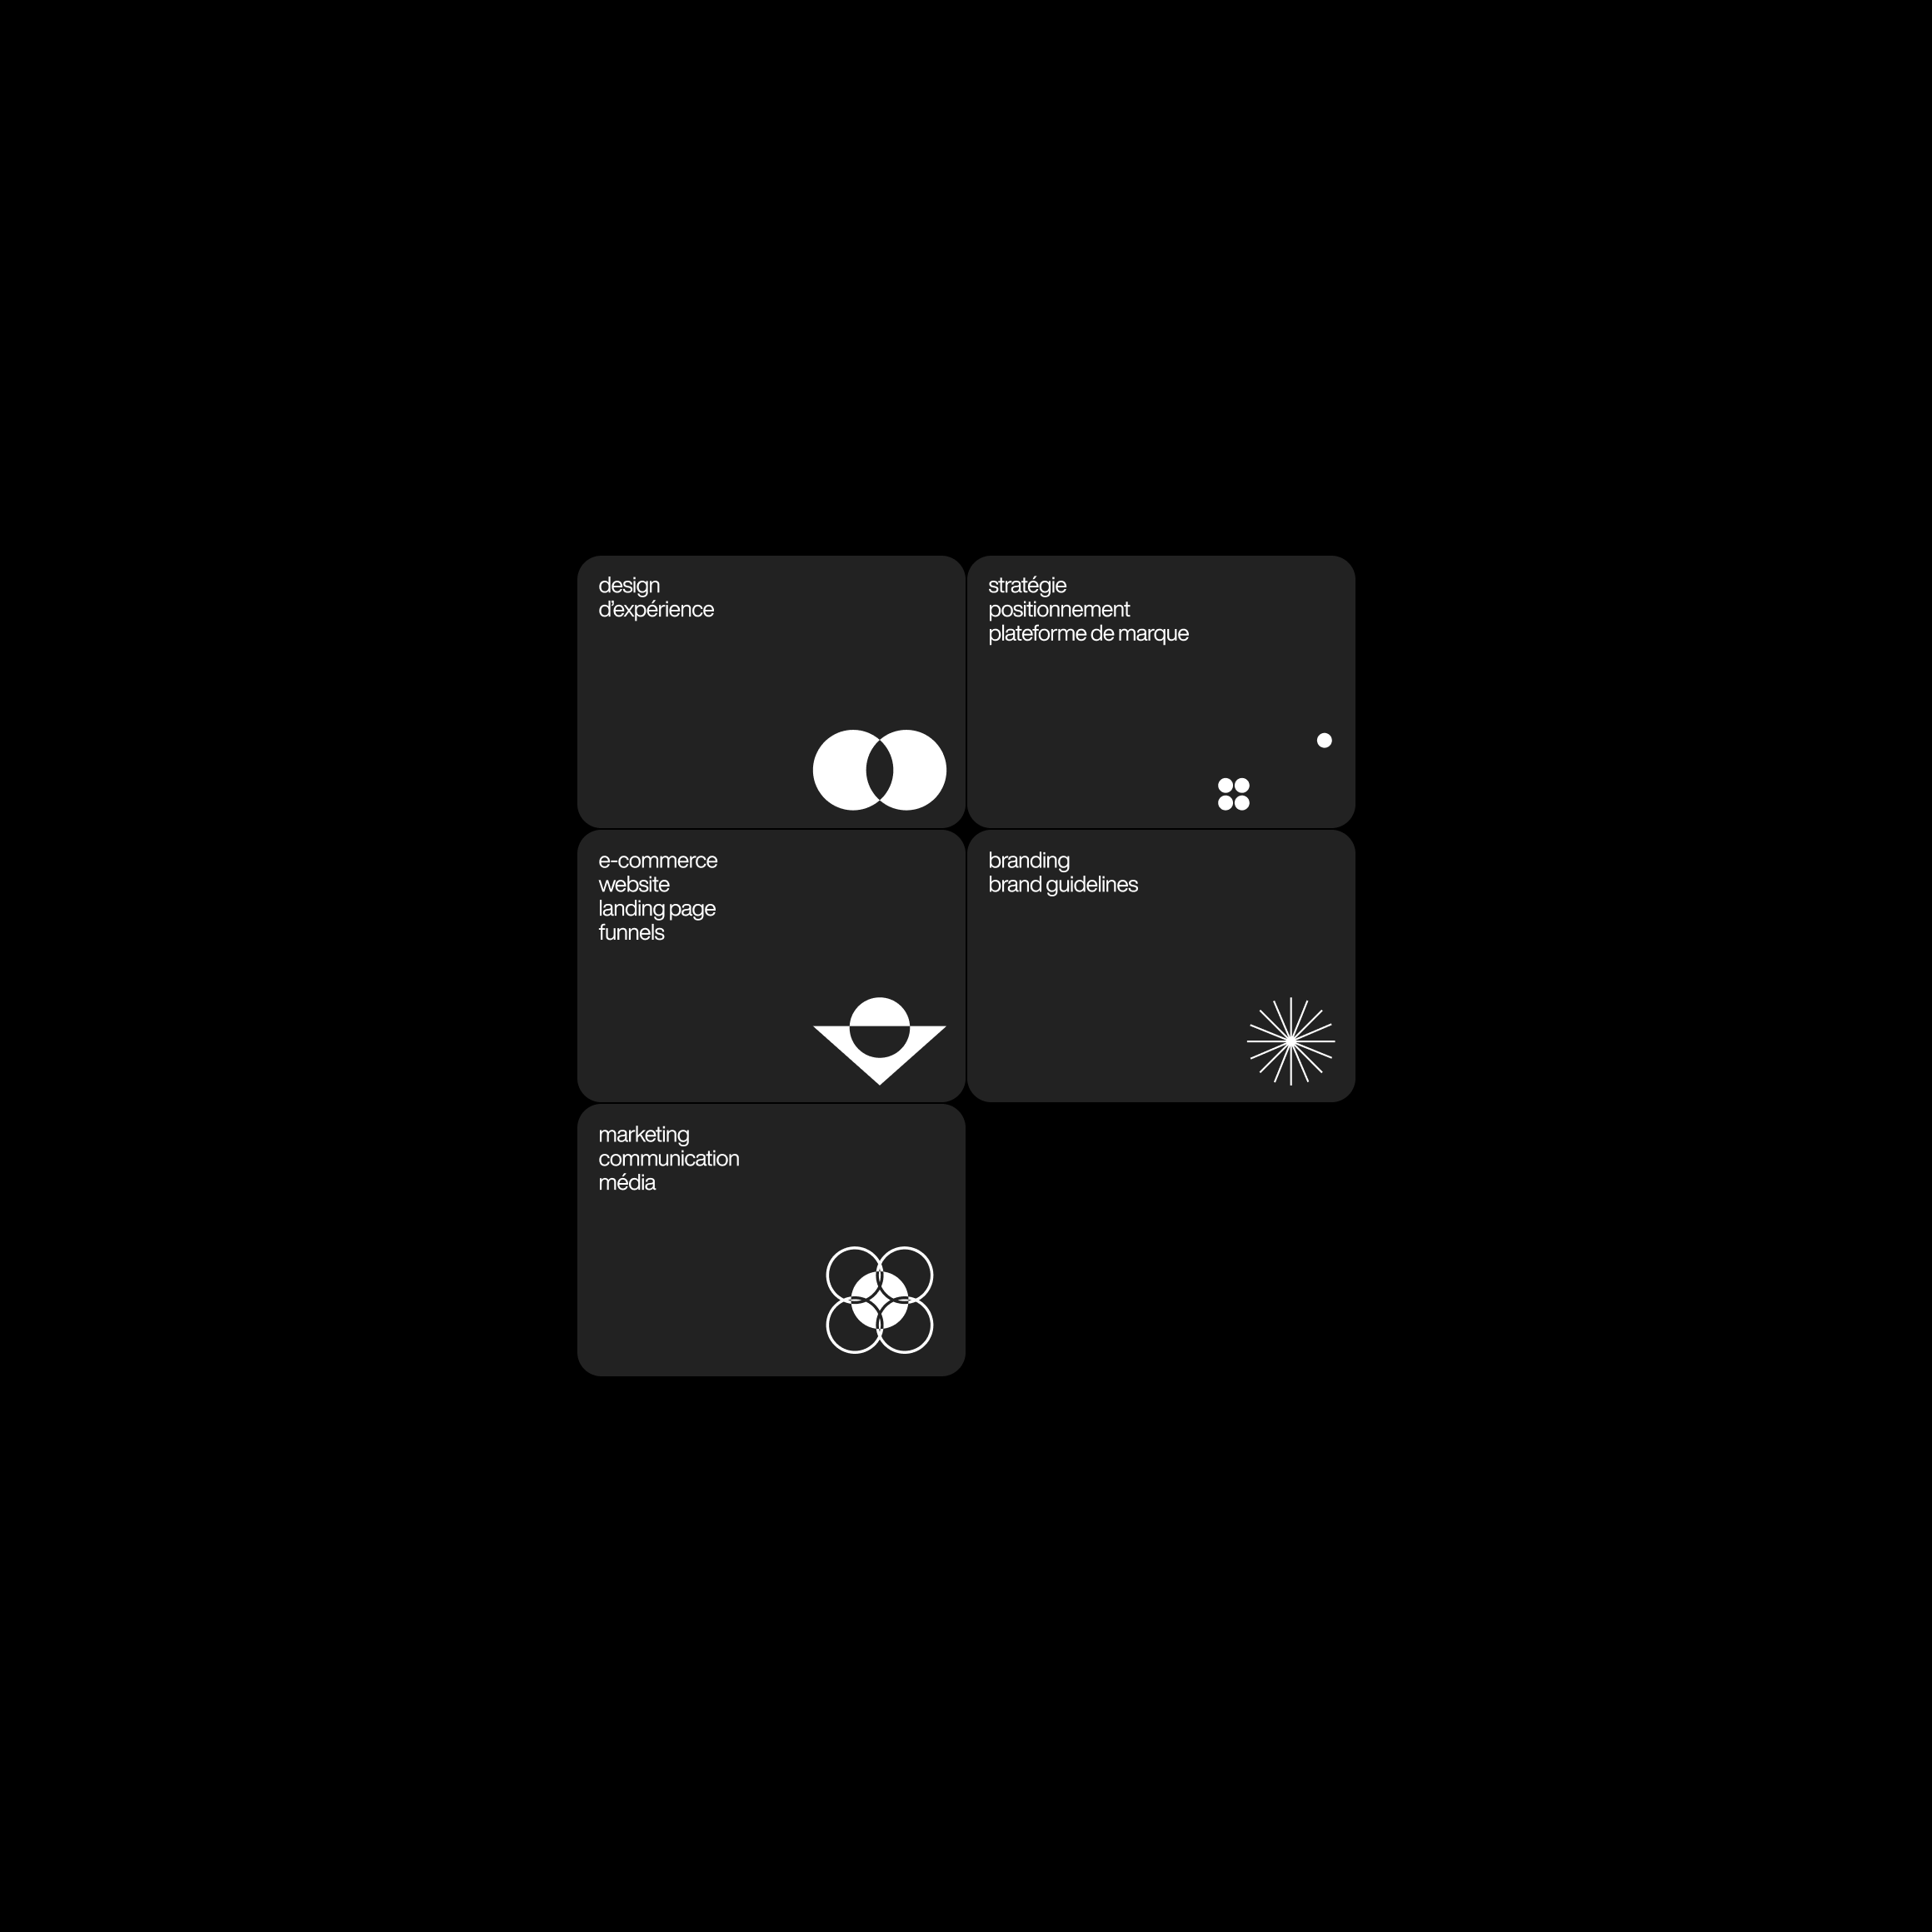 design
d’expérience
stratégie
positionnement
plateforme de marque
e-commerce
website
landing page
funnels
branding
brand guidelines
marketing
communication
média